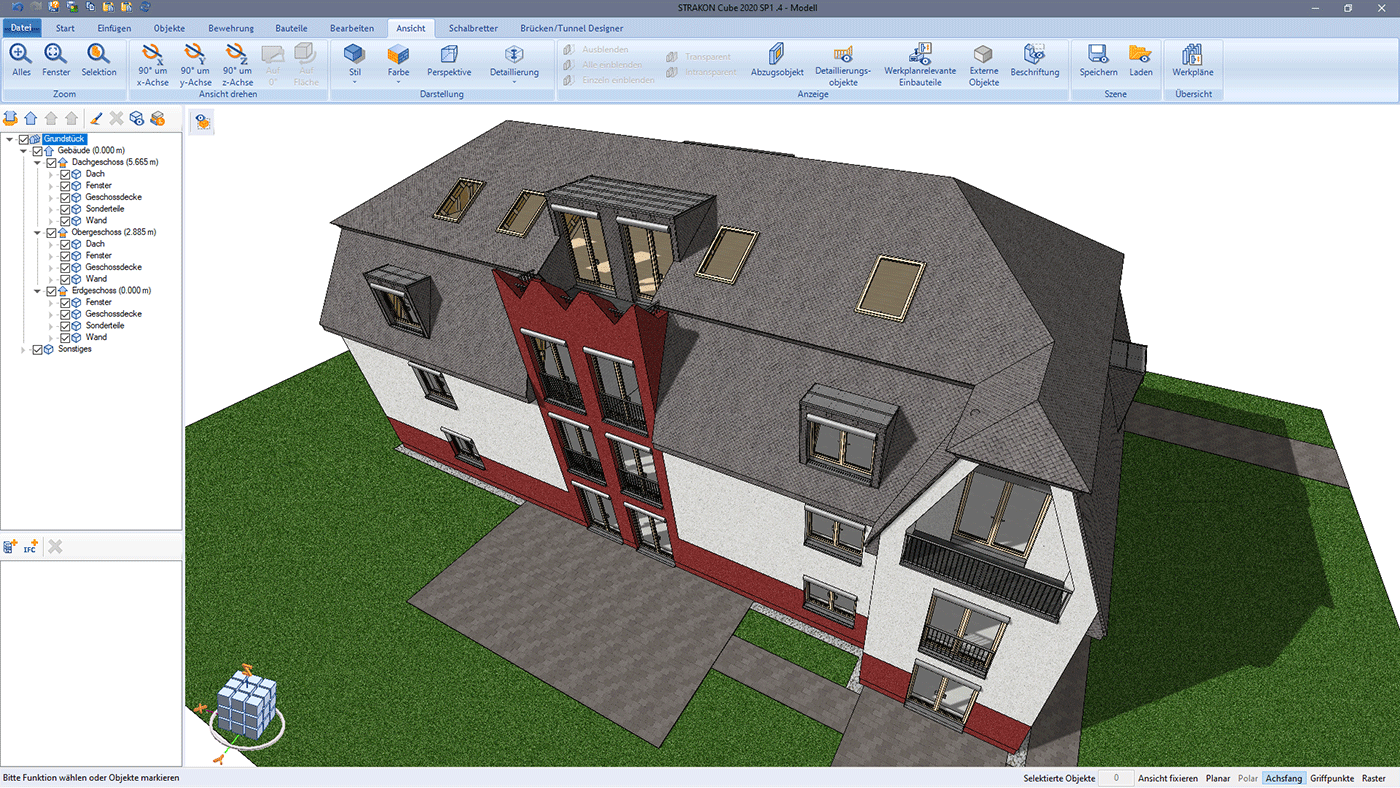 STRAKON Cube 2020 SP1 .4 - Modell
Datei Start Einfügen Objekte Bewehrung Bauteile Bearbeiten Ansicht Schalbretter Brücken/Tunnel Designer
Alles Fenster Selektion
Zoom
90° um x-Achse 90° um y-Achse 90° um z-Achse Auf 0° Auf Fläche
Ansicht drehen
Stil Farbe Perspektive Detaillierung
Darstellung
Ausblenden
Alle einblenden
Einzeln einblenden
Transparent
Intransparent
Abzugsobjekt Detaillierungs-objekte Werkplanrelevante Einbauteile Externe Objekte Beschriftung
Anzeige
Speichern Laden
Szene
Werkpläne
Übersicht
Grundstück
Gebäude (0.000 m)
Dachgeschoss (5.665 m)
Dach
Fenster
Geschossdecke
Sonderteile
Wand
Obergeschoss (2.885 m)
Dach
Fenster
Geschossdecke
Wand
Erdgeschoss (0.000 m)
Fenster
Geschossdecke
Sonderteile
Wand
Sonstiges
IFC
Bitte Funktion wählen oder Objekte markieren
Selektierte Objekte 0 Ansicht fixieren Planar Polar Achsfang Griffpunkte Raster